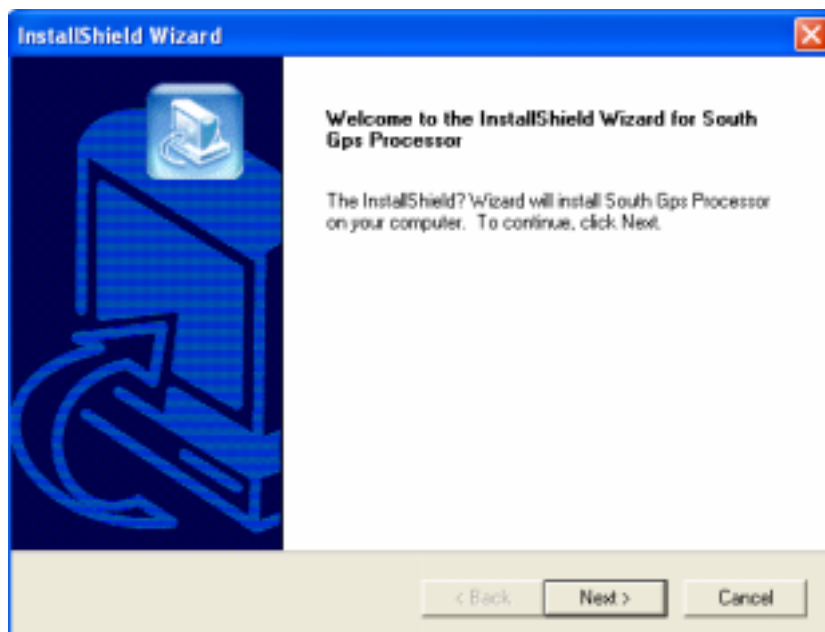 InstallShield Wizard
Welcome to the InstallShield Wizard for South
Gps Processor
The InstallShield? Wizard will install South Gps Processor
on your computer. To continue, click Next.
< Back
Next >
Cancel